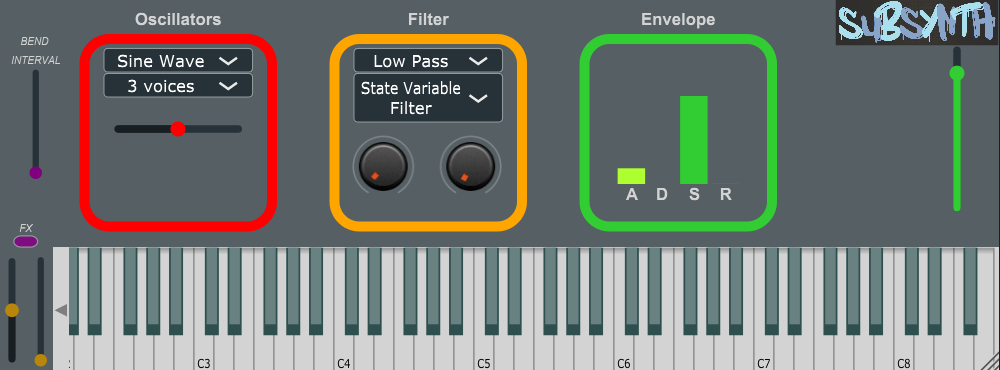 Oscillators
Filter
Envelope
SUBSYNTH
BEND
INTERVAL
Sine Wave
3 voices
Low Pass
State Variable
Filter
A D S R
FX
C3 C4 C5 C6 C7 C8